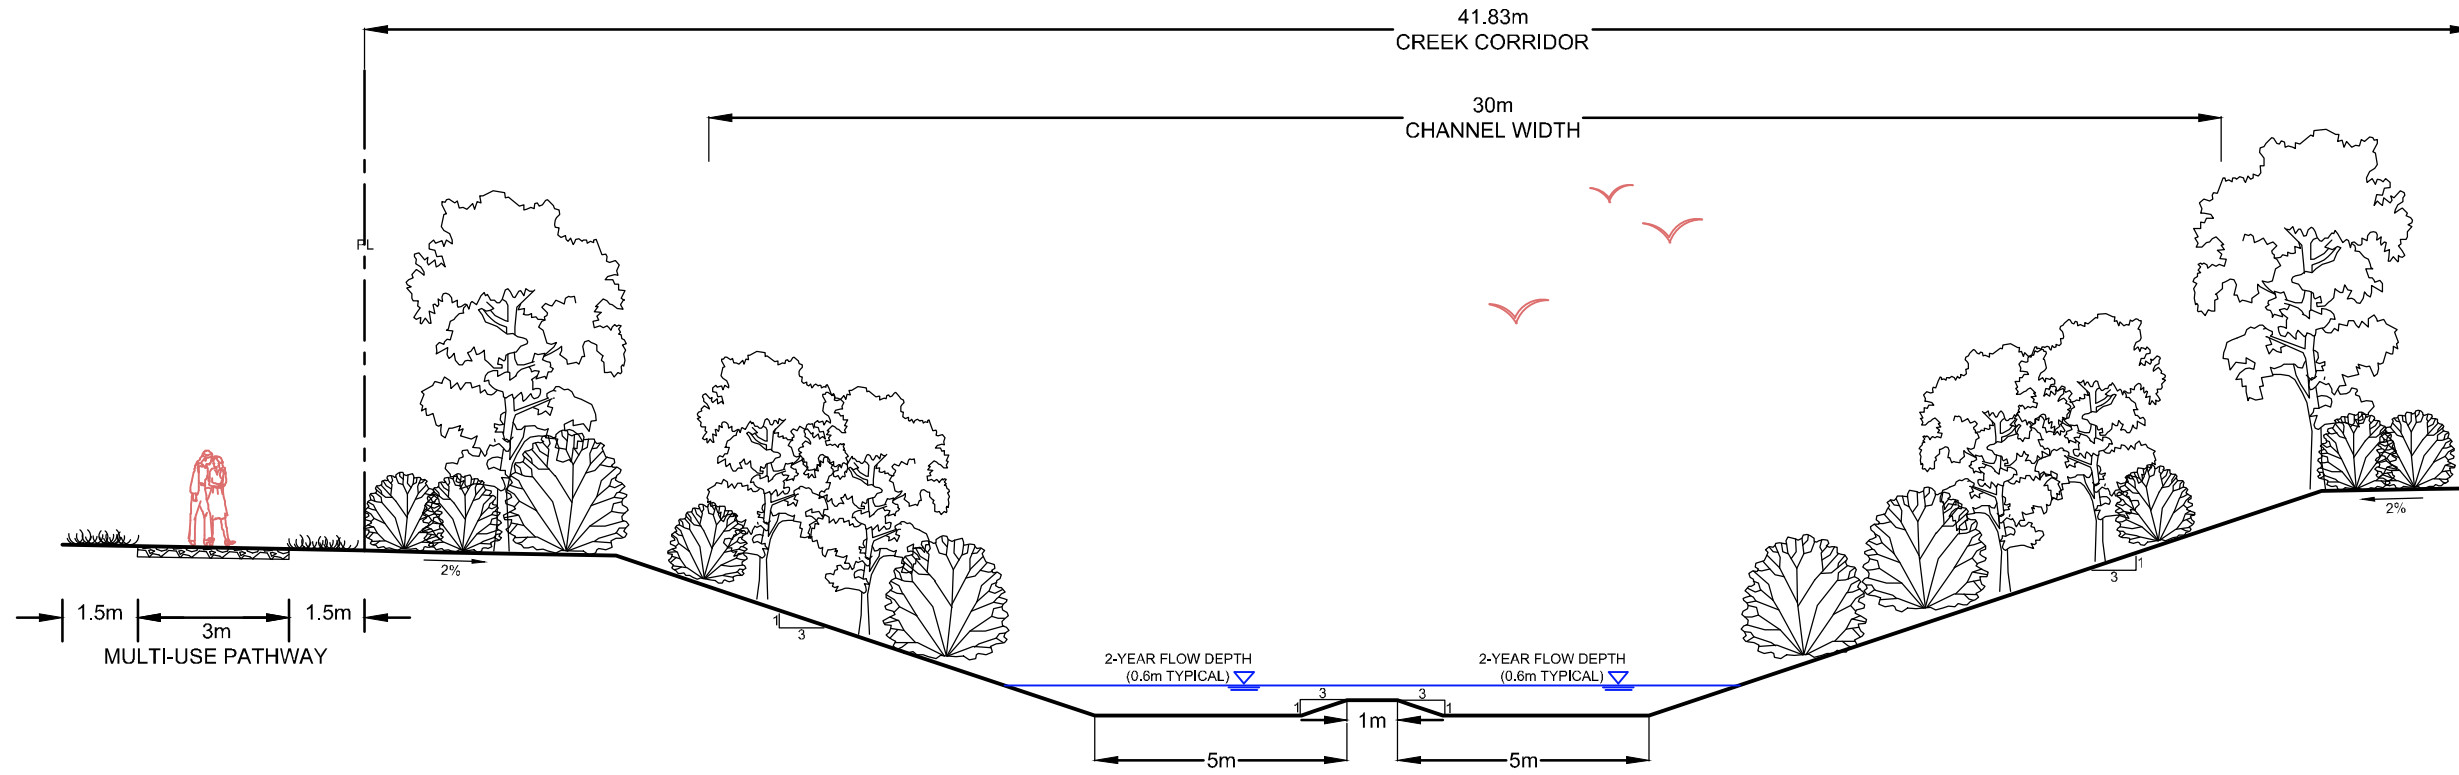 41.83m
CREEK CORRIDOR
30m
CHANNEL WIDTH
PL
2%
2%
1
3
3
1
1.5m
3m
1.5m
MULTI-USE PATHWAY
2-YEAR FLOW DEPTH
(0.6m TYPICAL)
2-YEAR FLOW DEPTH
(0.6m TYPICAL)
3
1
3
1
1m
5m
5m